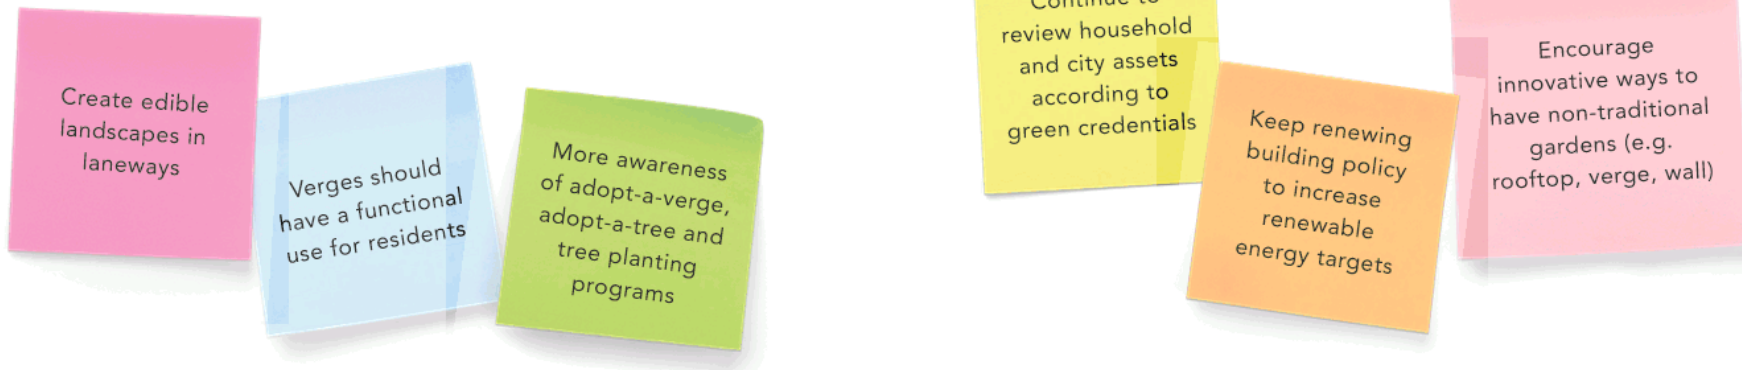 Create edible
landscapes in
laneways
Verges should
have a functional
use for residents
More awareness
of adopt-a-verge,
adopt-a-tree and
tree planting
programs
Continue to
review household
and city assets
according to
green credentials
Keep renewing
building policy
to increase
renewable
energy targets
Encourage
innovative ways to
have non-traditional
gardens (e.g.
rooftop, verge, wall)